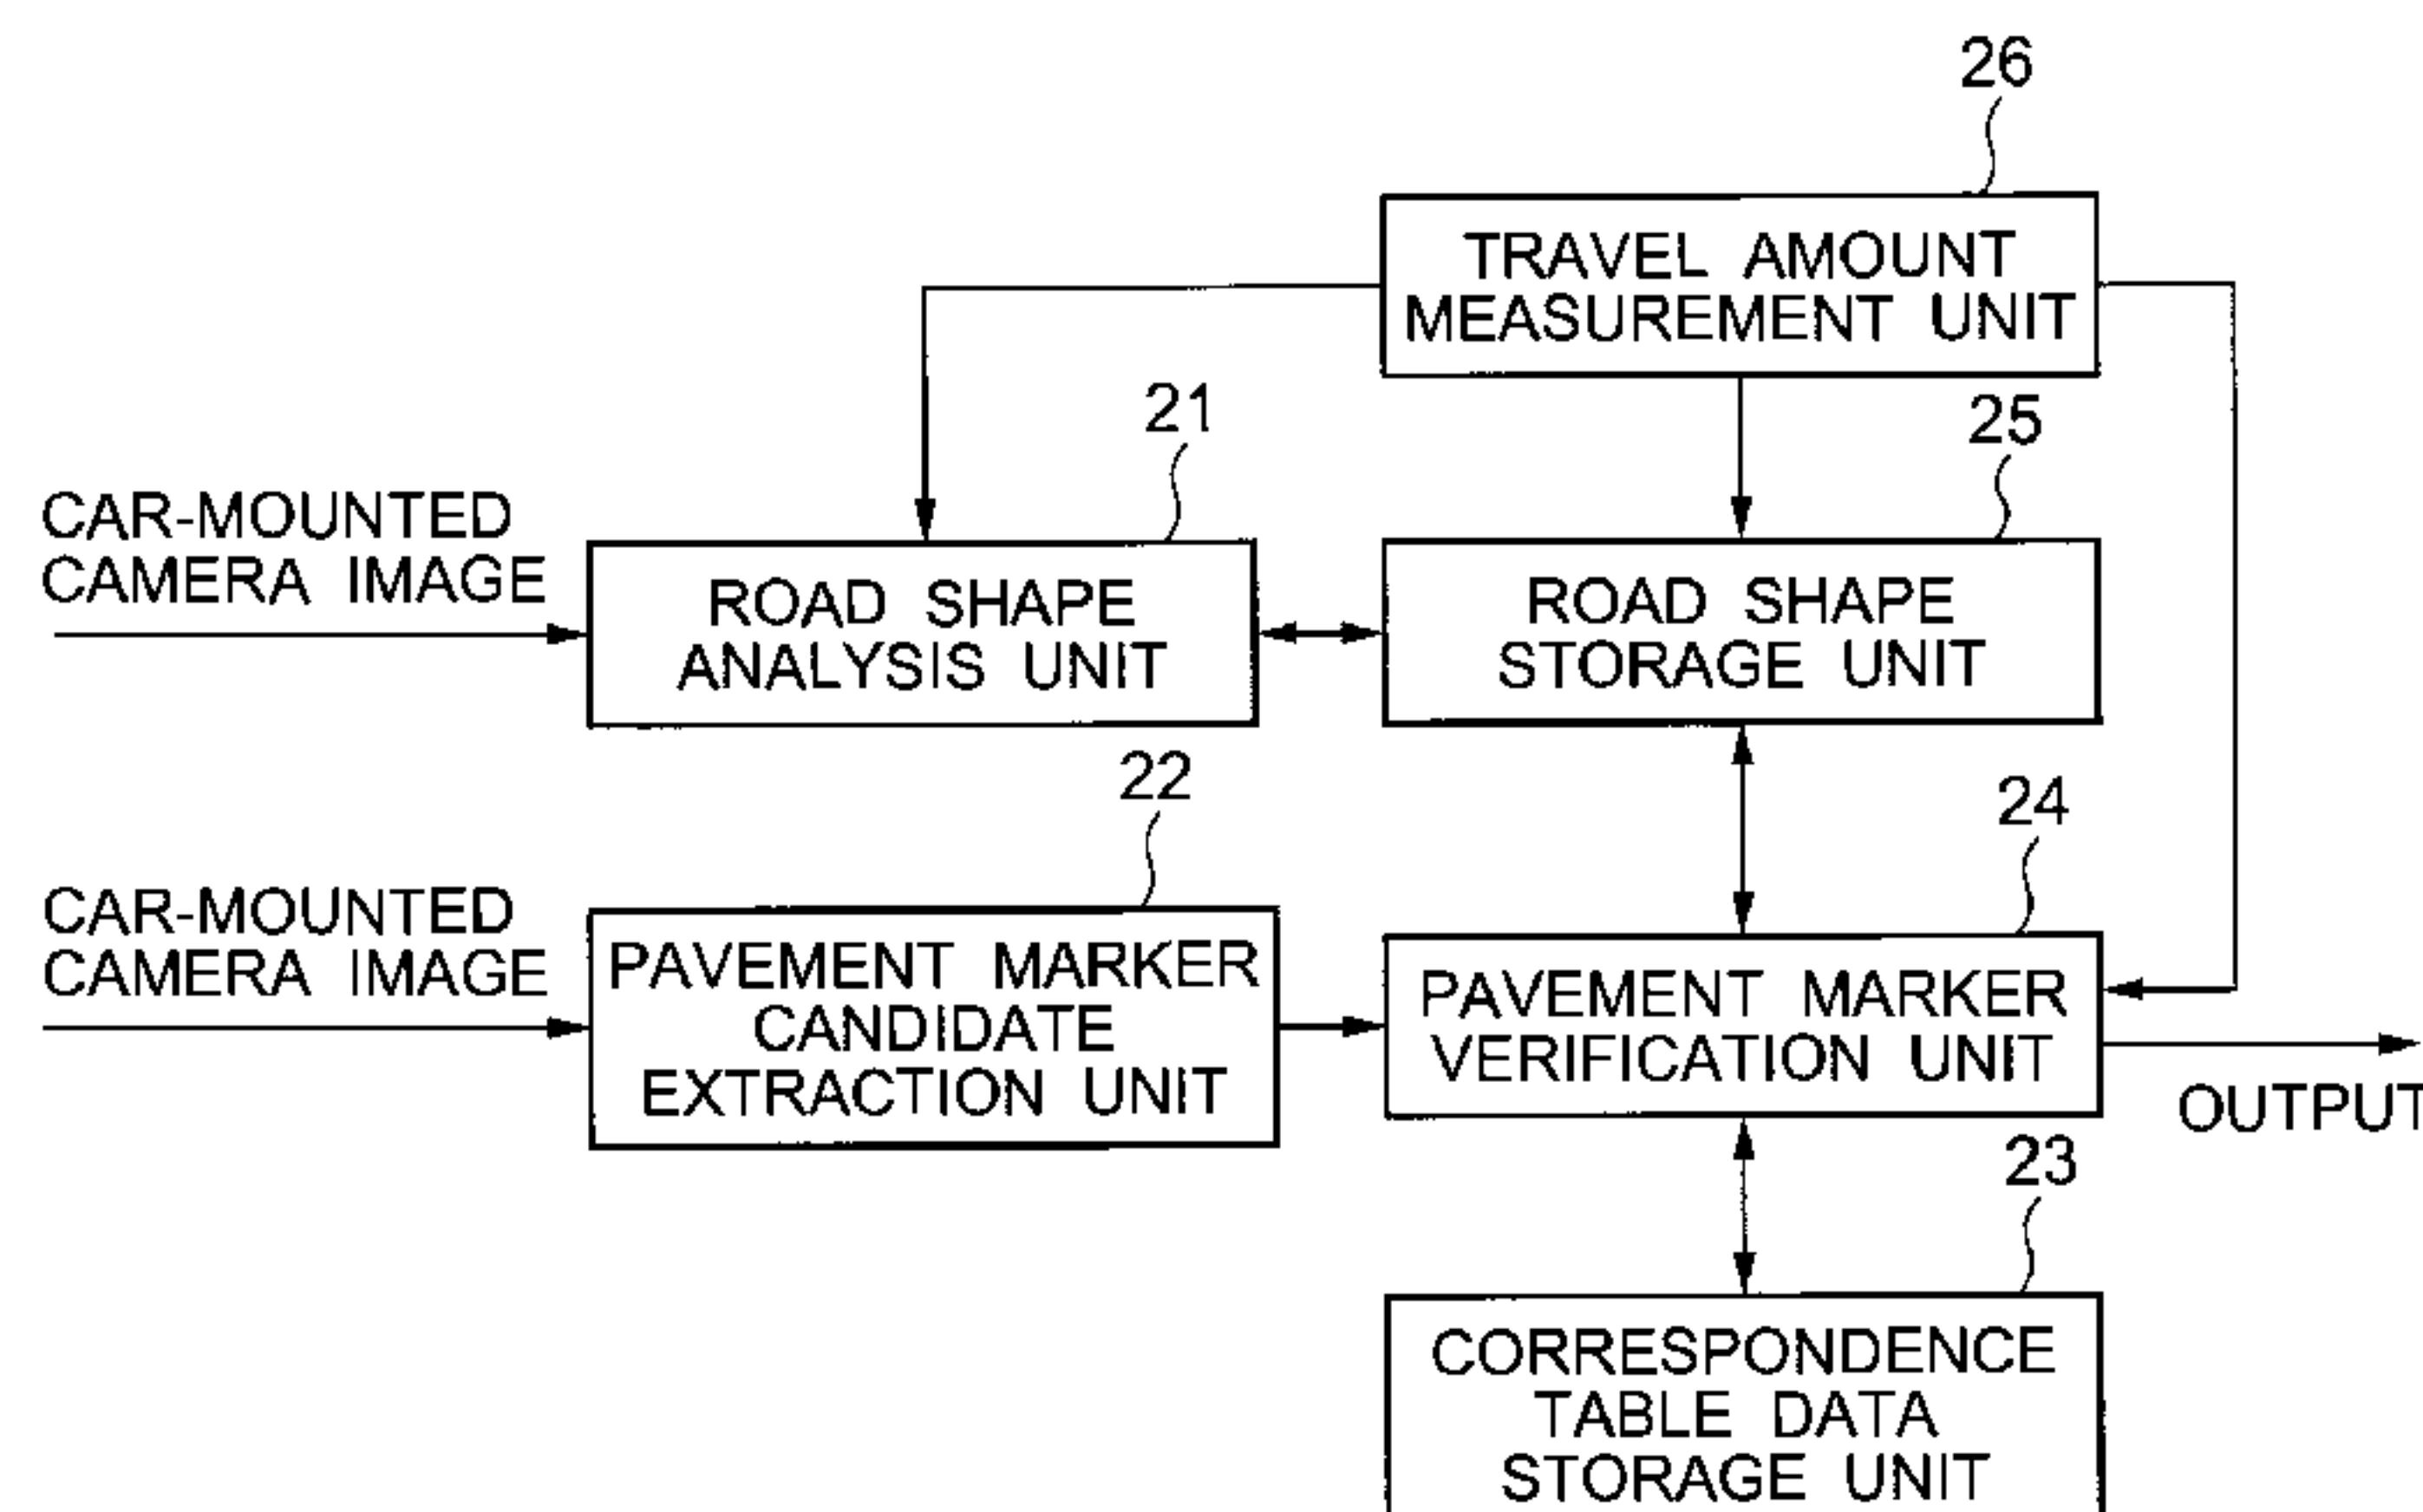 26
TRAVEL AMOUNT
MEASUREMENT UNIT
21
25
CAR-MOUNTED
CAMERA IMAGE
ROAD SHAPE
ANALYSIS UNIT
ROAD SHAPE
STORAGE UNIT
22
24
CAR-MOUNTED
CAMERA IMAGE
PAVEMENT MARKER
CANDIDATE
EXTRACTION UNIT
PAVEMENT MARKER
VERIFICATION UNIT
OUTPUT
23
CORRESPONDENCE
TABLE DATA
STORAGE UNIT